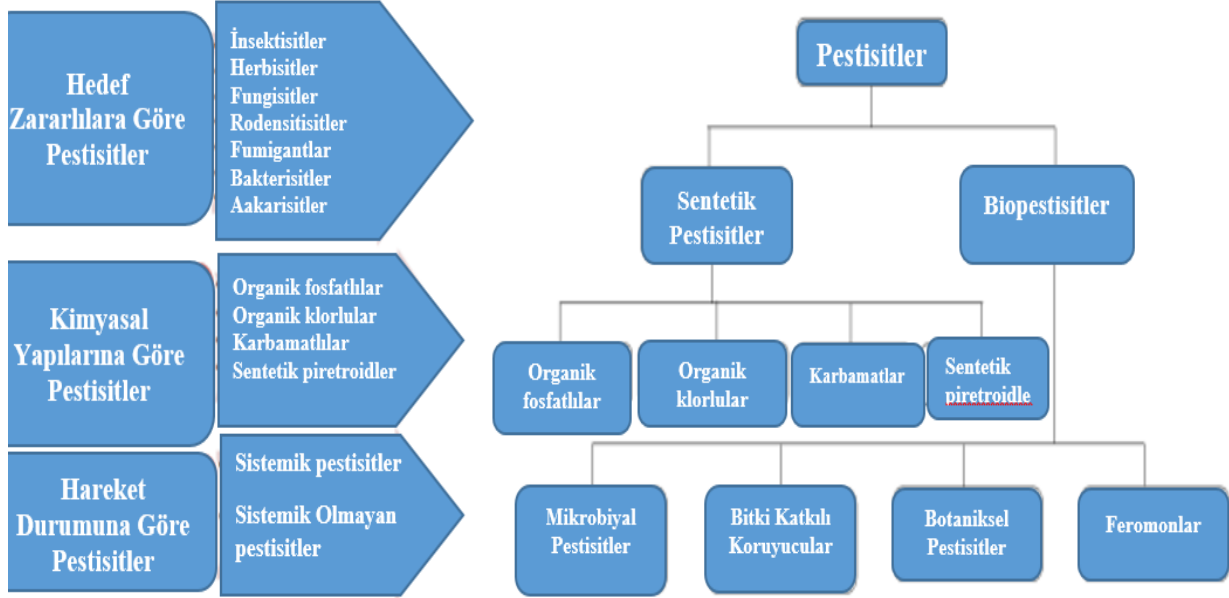 Hedef
Zararlılara Göre
Pestisitler
İnsektisitler
Herbisitler
Fungisitler
Rodensitisitler
Fumigantlar
Bakterisitler
Aakarisitler
Kimyasal
Yapılarına Göre
Pestisitler
Organik fosfatlılar
Organik klorlular
Karbamatlılar
Sentetik piretroidler
Hareket
Durumuna Göre
Pestisitler
Sistemik pestisitler
Sistemik Olmayan
pestisitler
Pestisitler
Sentetik
Pestisitler
Biopestisitler
Organik
fosfatlılar
Organik
klorlular
Karbamatlar
Sentetik
piretroidle
Mikrobiyal
Pestisitler
Bitki Katkılı
Koruyucular
Botaniksel
Pestisitler
Feromonlar